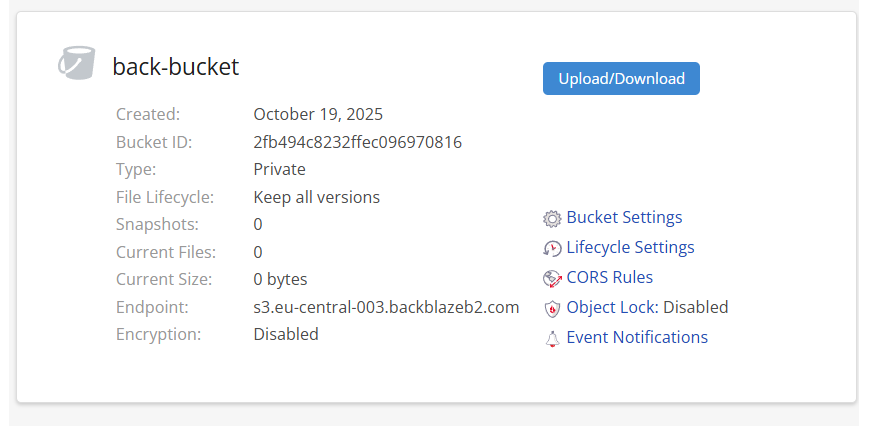 back-bucket
Upload/Download
Created: October 19, 2025
Bucket ID: 2fb494c8232ffec096970816
Type: Private
File Lifecycle: Keep all versions
Snapshots: 0
Current Files: 0
Current Size: 0 bytes
Endpoint: s3.eu-central-003.backblazeb2.com
Encryption: Disabled
Bucket Settings
Lifecycle Settings
CORS Rules
Object Lock: Disabled
Event Notifications